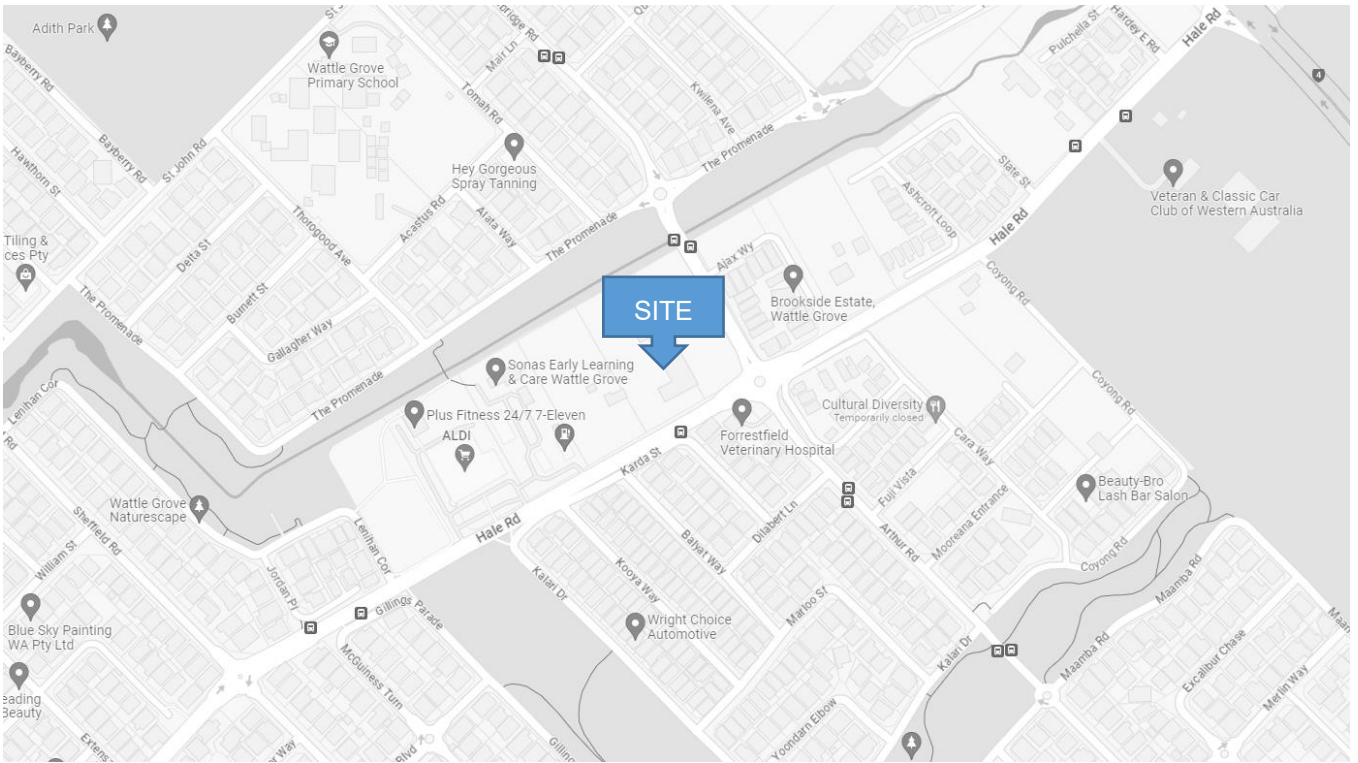 Adith Park
Bayberry Rd
Wattle Grove
Primary School
Mair Ln
Tomah Rd
Kwilena Ave
Pulchella St
Hardey E Rd
Hale Rd
4
Hawthorn St
Bayberry Rd
St John Rd
Hey Gorgeous
Spray Tanning
The Promenade
Veteran & Classic Car
Club of Western Australia
Slate St
Ashcroft Loop
Hale Rd
Thorogood Ave
Acastus Rd
Alata Way
The Promenade
Tiling &
ces Pty
Delta St
Burnett St
The Promenade
Gallagher Way
Ajax Wy
SITE
Brookside Estate,
Wattle Grove
Coyong Rd
Sonas Early Learning
& Care Wattle Grove
Lenihan Cor
The Promenade
Plus Fitness 24/7
7-Eleven
ALDI
Forrestfield
Veterinary Hospital
Cultural Diversity
Temporarily closed
Coyong Rd
Cara Way
Karda St
Fuji Vista
Beauty-Bro
Lash Bar Salon
Wattle Grove
Naturescape
Sheffield Rd
Lenihan Cor
Hale Rd
Balyat Way
Dilabert Ln
Arthur Rd
Mooreana Entrance
Coyong Rd
Maamba Rd
William St
Jordan Pl
Gillings Parade
Kalari Dr
Kooya Way
Matloo St
Blue Sky Painting
WA Pty Ltd
Wright Choice
Automotive
Kalari Dr
Maamba Rd
Excalibur Chase
Merlin Way
McGuiness Turn
eading
Beauty
Yoondarn Elbow
Blvd